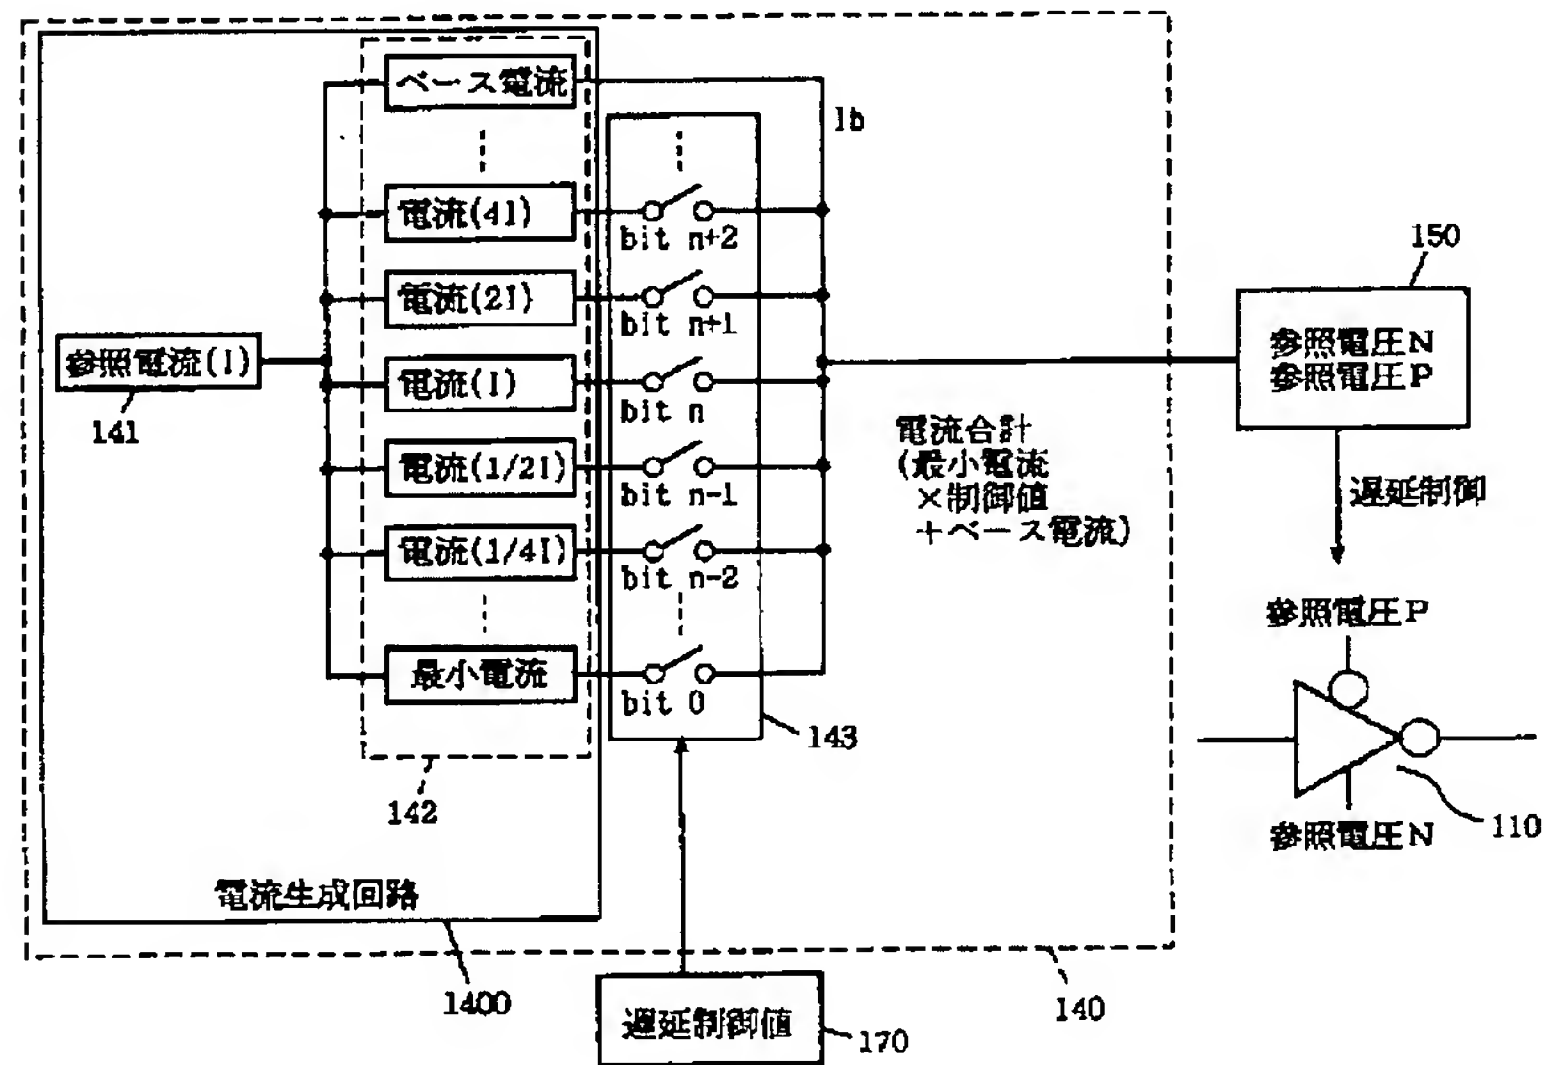 ベース電流
Ib
電流(4I)
bit n+2
電流(2I)
bit n+1
参照電流(I)
141
電流(I)
bit n
電流(1/2I)
bit n-1
電流(1/4I)
bit n-2
最小電流
bit 0
142
143
電流合計
(最小電流
×制御値
+ベース電流)
150
参照電圧N
参照電圧P
遅延制御
参照電圧P
110
参照電圧N
電流生成回路
1400
140
遅延制御値
170